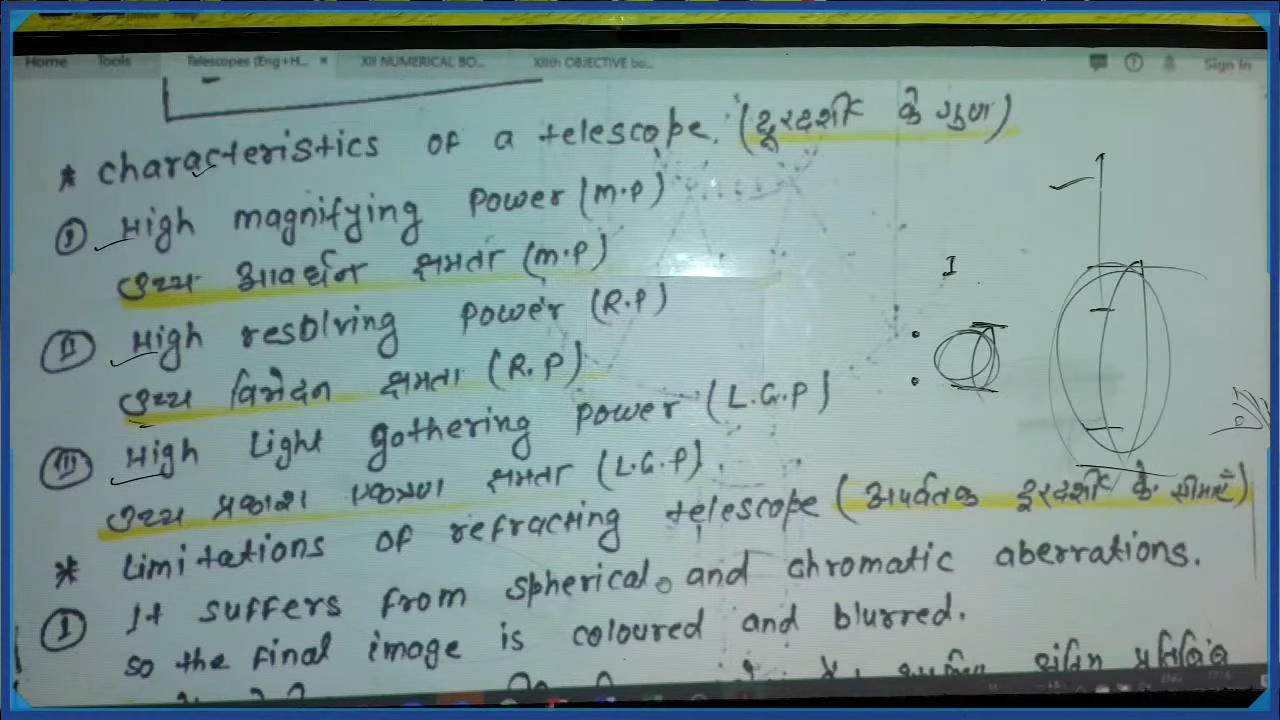 Home Tools Telescopes (Eng+H... × XII NUMERICAL BO... XIIth OBJECTIVE bo... Sign In
* characteristics of a telescope. (दूरदर्शी के गुण)
I High magnifying Power (m.p)
उच्च आवर्धन क्षमता (m.p)
II High resolving Power (R.P)
उच्च विभेदन क्षमता (R.P)
III High Light gothering Power (L.G.P)
उच्च प्रकाश एकत्रण क्षमता (L.G.P).
I
* Limitations of refracting telescope (अपवर्तक दूरदर्शी के सीमाएँ)
I It suffers from spherical and chromatic aberrations.
so the final image is coloured and blurred.